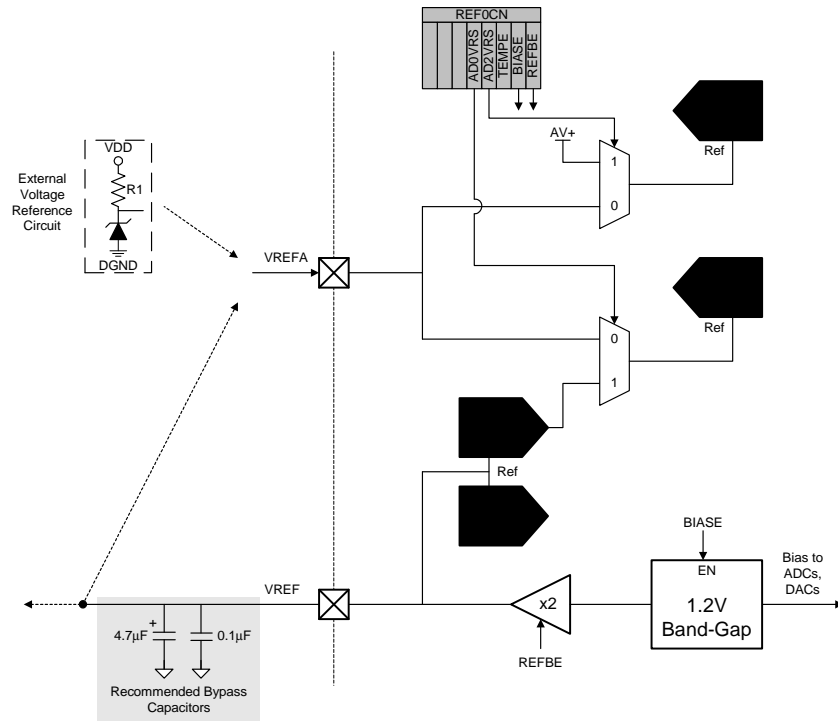 REF0CN
AD0VRS
AD2VRS
TEMPE
BIASE
REFBE
AV+
1
0
Ref
VDD
R1
DGND
External
Voltage
Reference
Circuit
VREFA
0
1
Ref
Ref
BIASE
EN
1.2V
Band-Gap
Bias to
ADCs,
DACs
x2
REFBE
VREF
+
4.7μF
0.1μF
Recommended Bypass
Capacitors